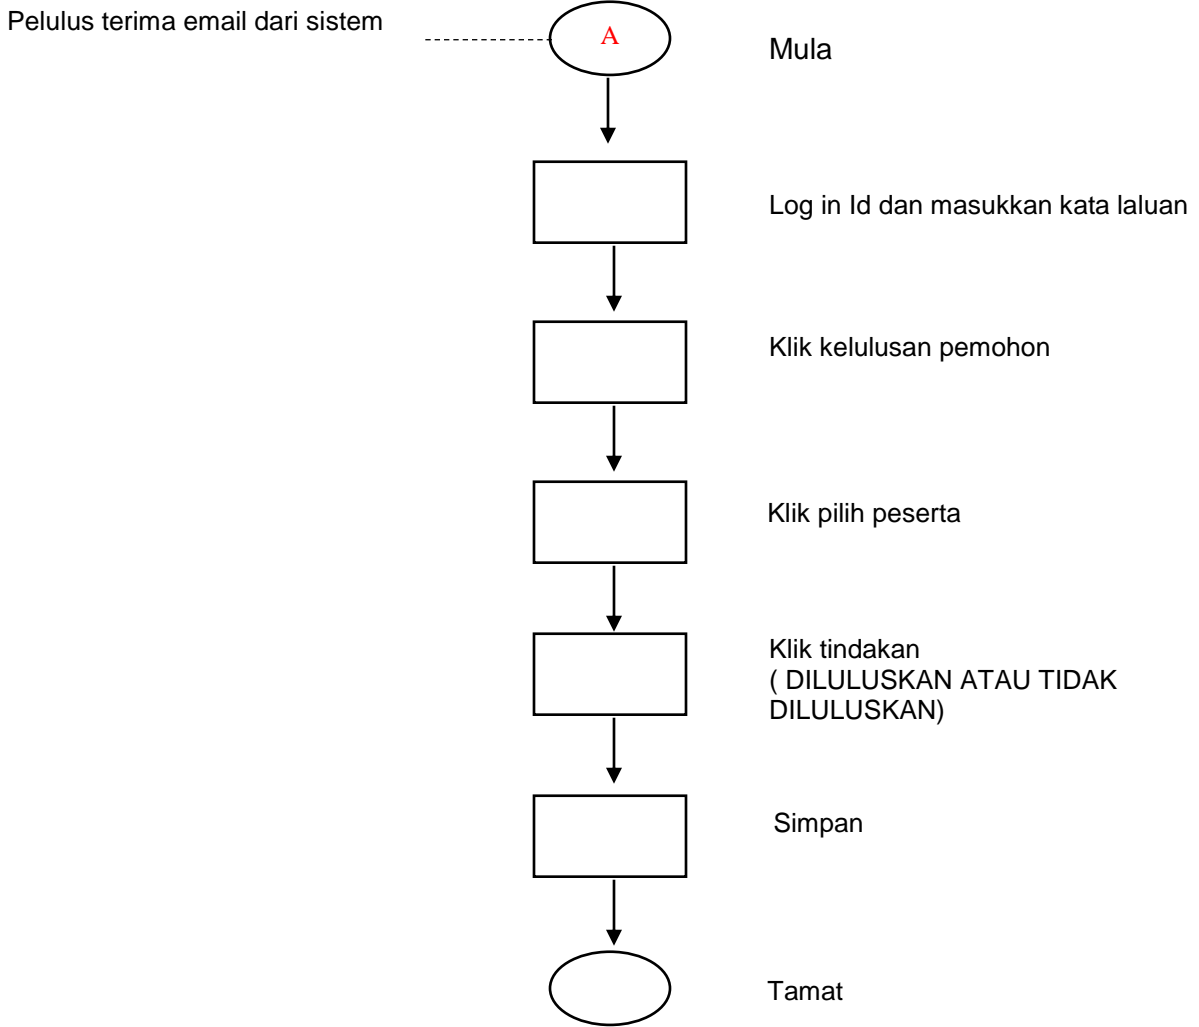 Pelulus terima email dari sistem
A
Mula
Log in Id dan masukkan kata laluan
Klik kelulusan pemohon
Klik pilih peserta
Klik tindakan
( DILULUSKAN ATAU TIDAK
DILULUSKAN)
Simpan
Tamat